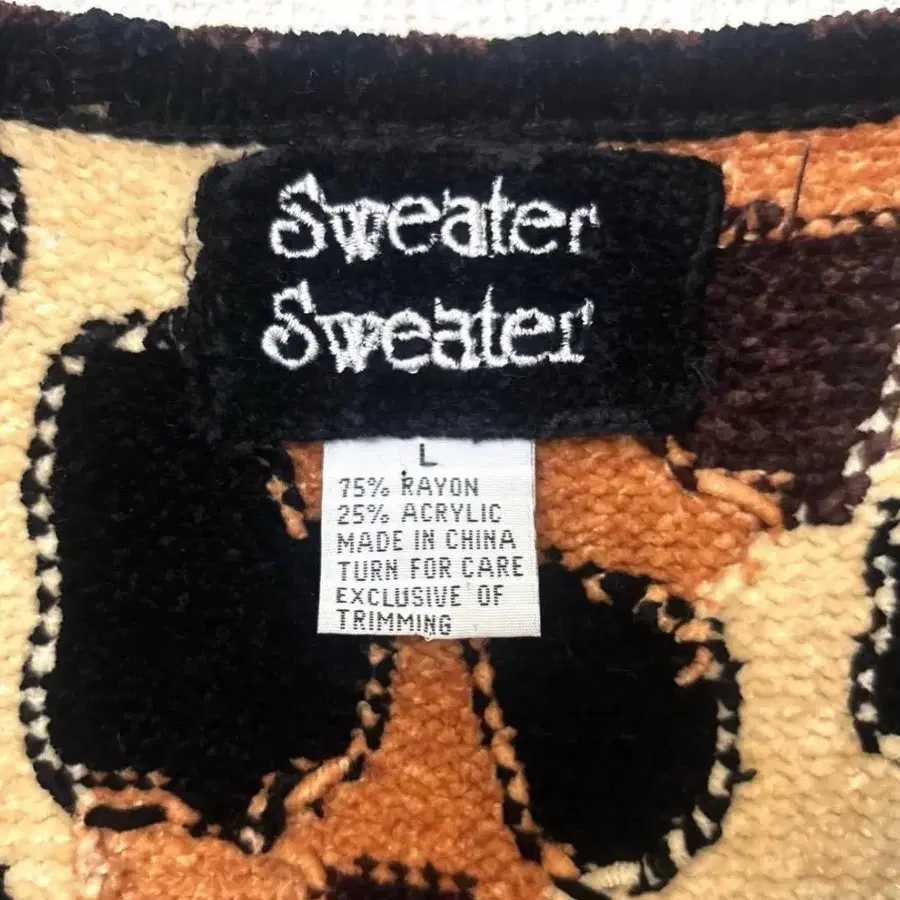 Sweater
Sweater
L
75% RAYON
25% ACRYLIC
MADE IN CHINA
TURN FOR CARE
EXCLUSIVE OF
TRIMMING